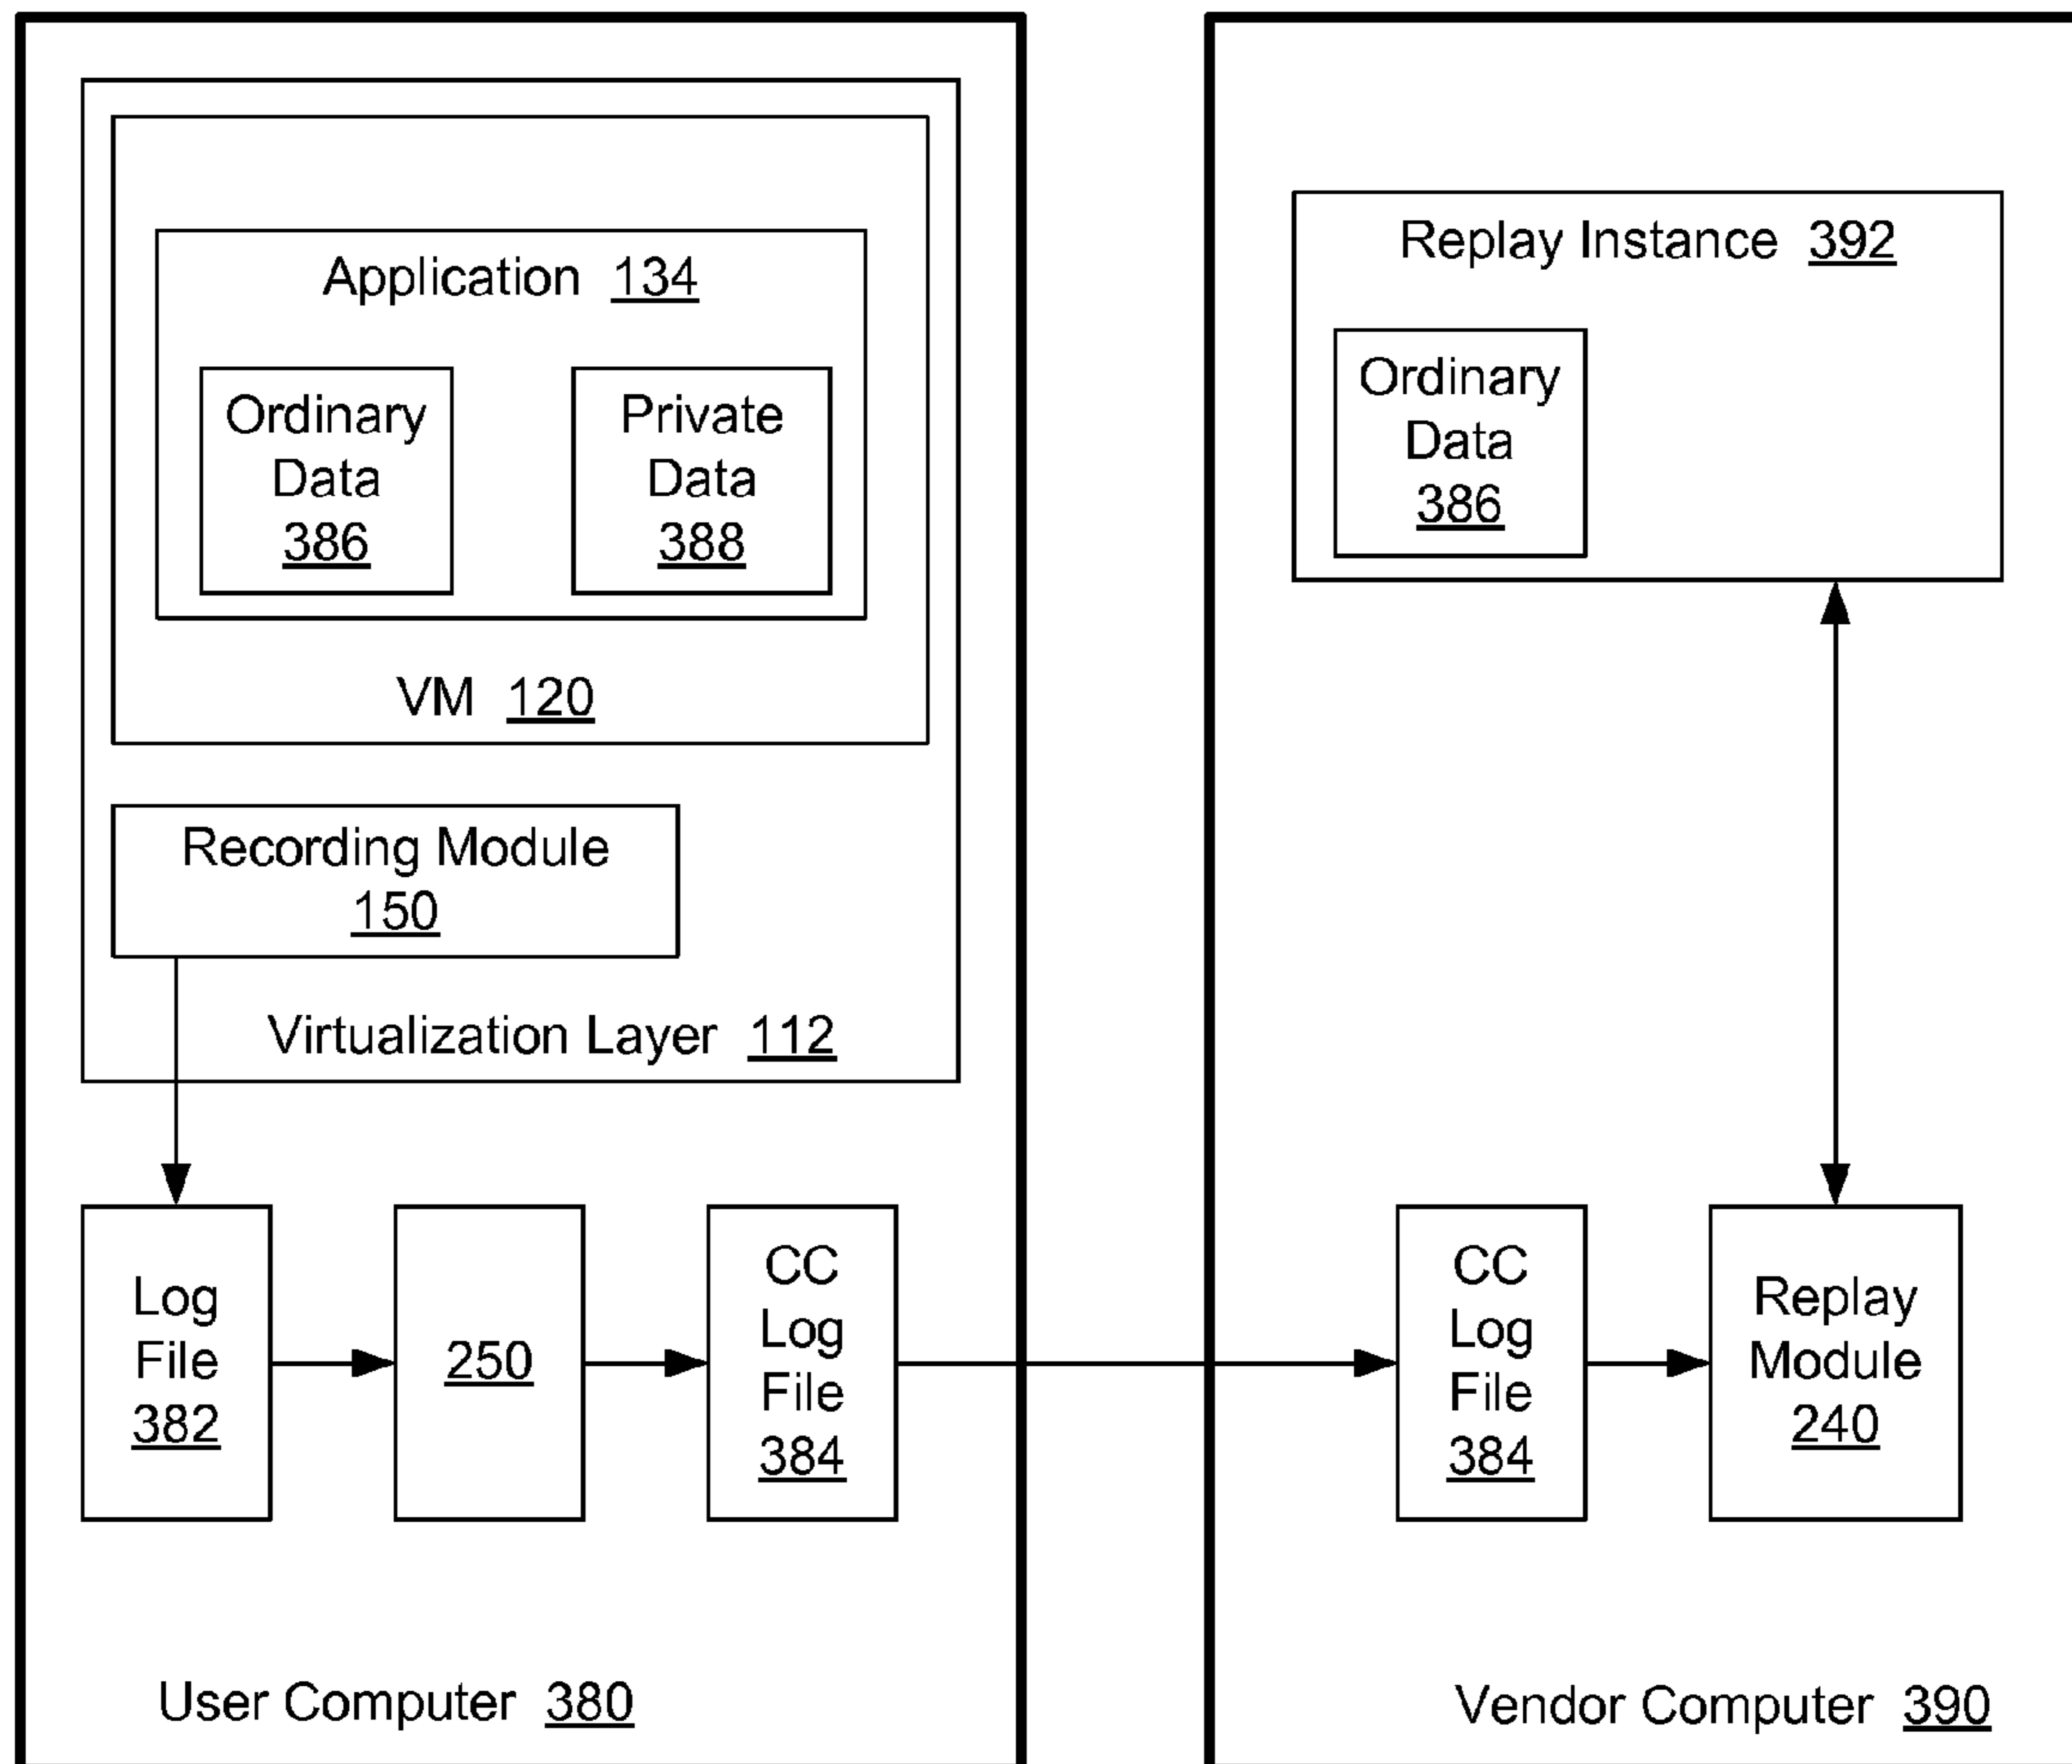 Application 134
Ordinary
Data
386
Private
Data
388
VM 120
Recording Module
150
Virtualization Layer 112
Log
File
382
250
CC
Log
File
384
User Computer 380
Replay Instance 392
Ordinary
Data
386
CC
Log
File
384
Replay
Module
240
Vendor Computer 390